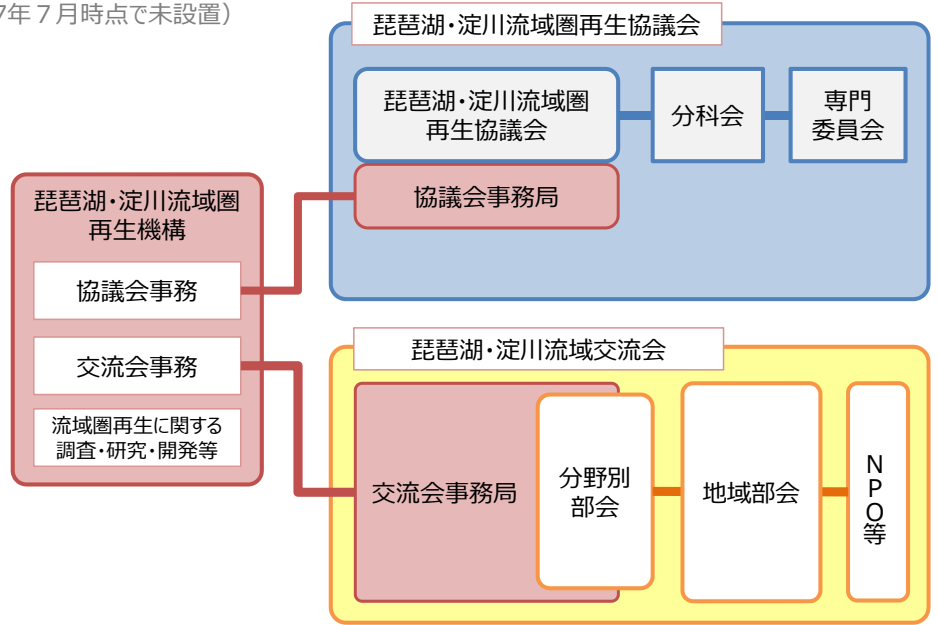 7年7月時点で未設置）
琵琶湖・淀川流域圏再生協議会
琵琶湖・淀川流域圏
再生協議会
分科会
専門
委員会
協議会事務局
琵琶湖・淀川流域圏
再生機構
協議会事務
交流会事務
流域圏再生に関する
調査・研究・開発等
琵琶湖・淀川流域交流会
交流会事務局
分野別
部会
地域部会
NPO等